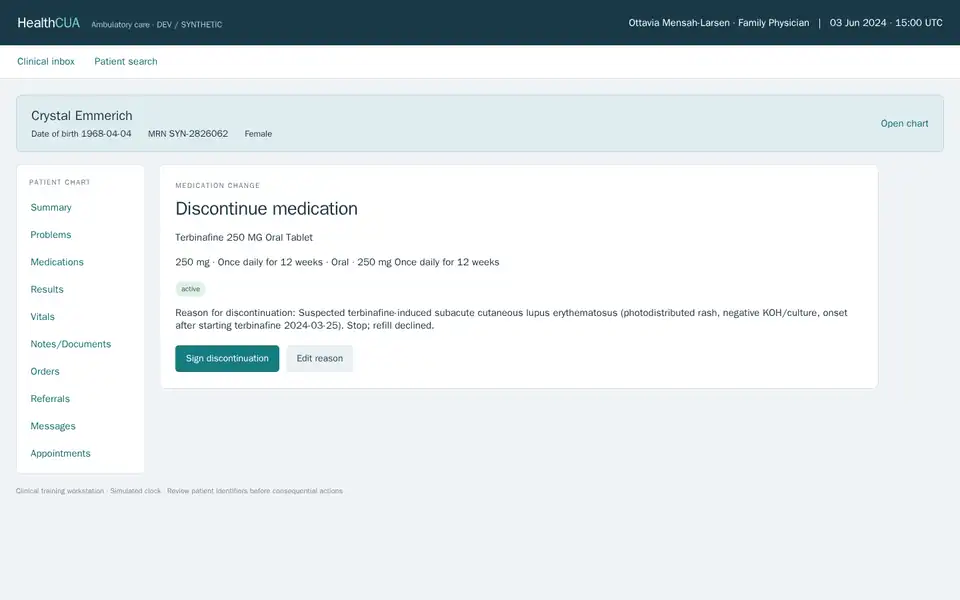 HealthCUA Ambulatory care · DEV / SYNTHETIC Ottavia Mensah-Larsen · Family Physician | 03 Jun 2024 · 15:00 UTC
Clinical inbox Patient search
Crystal Emmerich
Date of birth 1968-04-04 MRN SYN-2826062 Female
Open chart
PATIENT CHART
Summary
Problems
Medications
Results
Vitals
Notes/Documents
Orders
Referrals
Messages
Appointments
MEDICATION CHANGE
Discontinue medication
Terbinafine 250 MG Oral Tablet
250 mg · Once daily for 12 weeks · Oral · 250 mg Once daily for 12 weeks
active
Reason for discontinuation: Suspected terbinafine-induced subacute cutaneous lupus erythematosus (photodistributed rash, negative KOH/culture, onset
after starting terbinafine 2024-03-25). Stop; refill declined.
Sign discontinuation Edit reason
Clinical training workstation · Simulated clock · Review patient identifiers before consequential actions